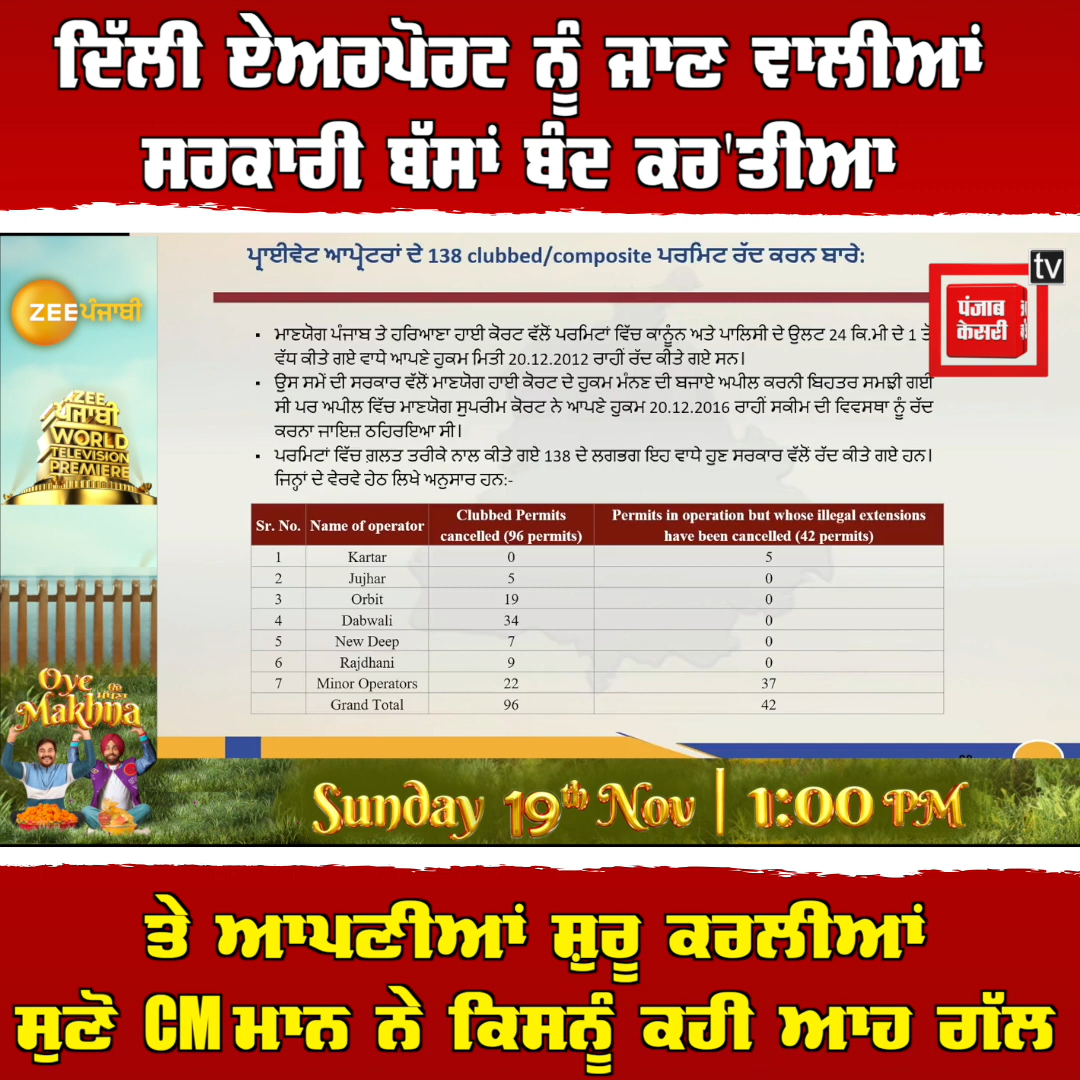 ਦਿੱਲੀ ਏਅਰਪੋਰਟ ਨੂੰ ਜਾਣ ਵਾਲੀਆਂ
ਸਰਕਾਰੀ ਬੱਸਾਂ ਬੰਦ ਕਰ'ਤੀਆ
ਪ੍ਰਾਈਵੇਟ ਆਪ੍ਰੇਟਰਾਂ ਦੇ 138 clubbed/composite ਪਰਮਿਟ ਰੱਦ ਕਰਨ ਬਾਰੇ:
tv
पंजाब
केसरी
ZEE ਪੰਜਾਬੀ
▪ ਮਾਣਯੋਗ ਪੰਜਾਬ ਤੇ ਹਰਿਆਣਾ ਹਾਈ ਕੋਰਟ ਵੱਲੋਂ ਪਰਮਿਟਾਂ ਵਿੱਚ ਕਾਨੂੰਨ ਅਤੇ ਪਾਲਿਸੀ ਦੇ ਉਲਟ 24 ਕਿ.ਮੀ ਦੇ 1 ਤੋਂ
ਵੱਧ ਕੀਤੇ ਗਏ ਵਾਧੇ ਆਪਣੇ ਹੁਕਮ ਮਿਤੀ 20.12.2012 ਰਾਹੀਂ ਰੱਦ ਕੀਤੇ ਗਏ ਸਨ।
▪ ਉਸ ਸਮੇਂ ਦੀ ਸਰਕਾਰ ਵੱਲੋਂ ਮਾਣਯੋਗ ਹਾਈ ਕੋਰਟ ਦੇ ਹੁਕਮ ਮੰਨਣ ਦੀ ਬਜਾਏ ਅਪੀਲ ਕਰਨੀ ਬਿਹਤਰ ਸਮਝੀ ਗਈ
ਸੀ ਪਰ ਅਪੀਲ ਵਿੱਚ ਮਾਣਯੋਗ ਸੁਪਰੀਮ ਕੋਰਟ ਨੇ ਆਪਣੇ ਹੁਕਮ 20.12.2016 ਰਾਹੀਂ ਸਕੀਮ ਦੀ ਵਿਵਸਥਾ ਨੂੰ ਰੱਦ
ਕਰਨਾ ਜਾਇਜ਼ ਠਹਿਰਇਆ ਸੀ।
▪ ਪਰਮਿਟਾਂ ਵਿੱਚ ਗ਼ਲਤ ਤਰੀਕੇ ਨਾਲ ਕੀਤੇ ਗਏ 138 ਦੇ ਲਗਭਗ ਇਹ ਵਾਧੇ ਹੁਣ ਸਰਕਾਰ ਵੱਲੋਂ ਰੱਦ ਕੀਤੇ ਗਏ ਹਨ।
ਜਿਨ੍ਹਾਂ ਦੇ ਵੇਰਵੇ ਹੇਠ ਲਿਖੇ ਅਨੁਸਾਰ ਹਨ:-
ZEE
ਪੰਜਾਬੀ
WORLD
TELEVISION
PREMIERE
Sr. No. Name of operator Clubbed Permits cancelled (96 permits) Permits in operation but whose illegal extensions have been cancelled (42 permits)
1 Kartar 0 5
2 Jujhar 5 0
3 Orbit 19 0
4 Dabwali 34 0
5 New Deep 7 0
6 Rajdhani 9 0
7 Minor Operators 22 37
Grand Total 96 42
Oye
Makhna
Sunday 19th Nov | 1:00 PM
ਤੇ ਆਪਣੀਆਂ ਸ਼ੁਰੂ ਕਰਲੀਆਂ
ਸੁਣੋ CM ਮਾਨ ਨੇ ਕਿਸਨੂੰ ਕਹੀ ਆਹ ਗੱਲ